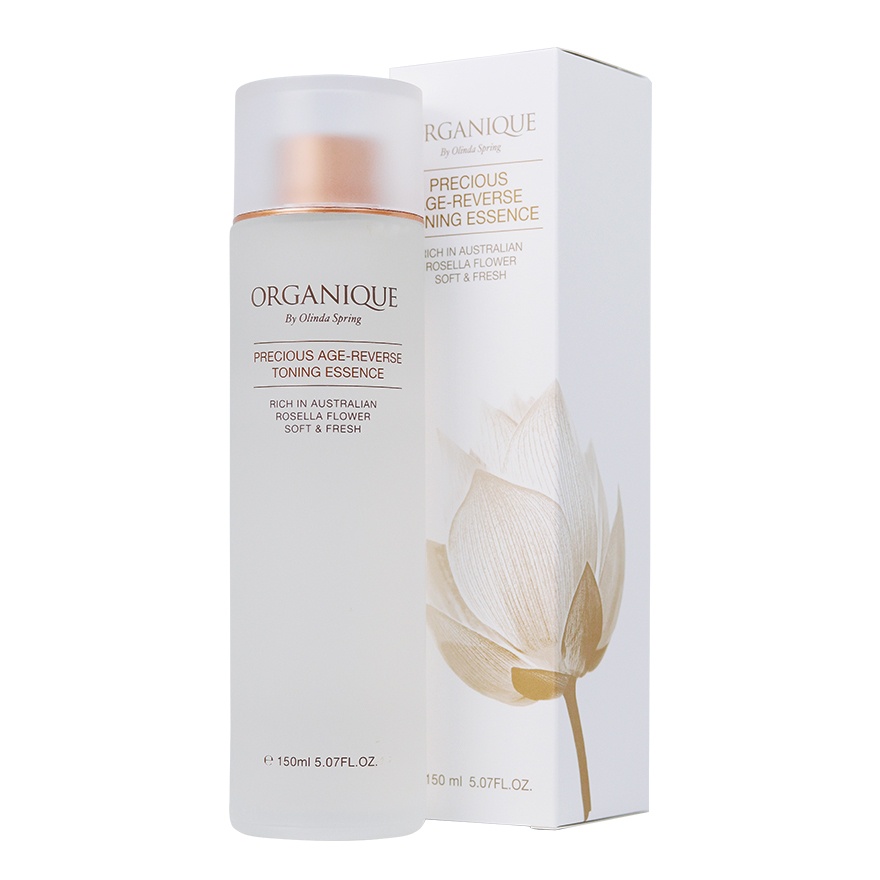 ORGANIQUE
By Olinda Spring
PRECIOUS AGE-REVERSE
TONING ESSENCE
RICH IN AUSTRALIAN
ROSELLA FLOWER
SOFT & FRESH
℮ 150ml 5.07FL.OZ.
RGANIQUE
By Olinda Spring
PRECIOUS
GE-REVERSE
NING ESSENCE
RICH IN AUSTRALIAN
ROSELLA FLOWER
SOFT & FRESH
150 ml 5.07FL.OZ.